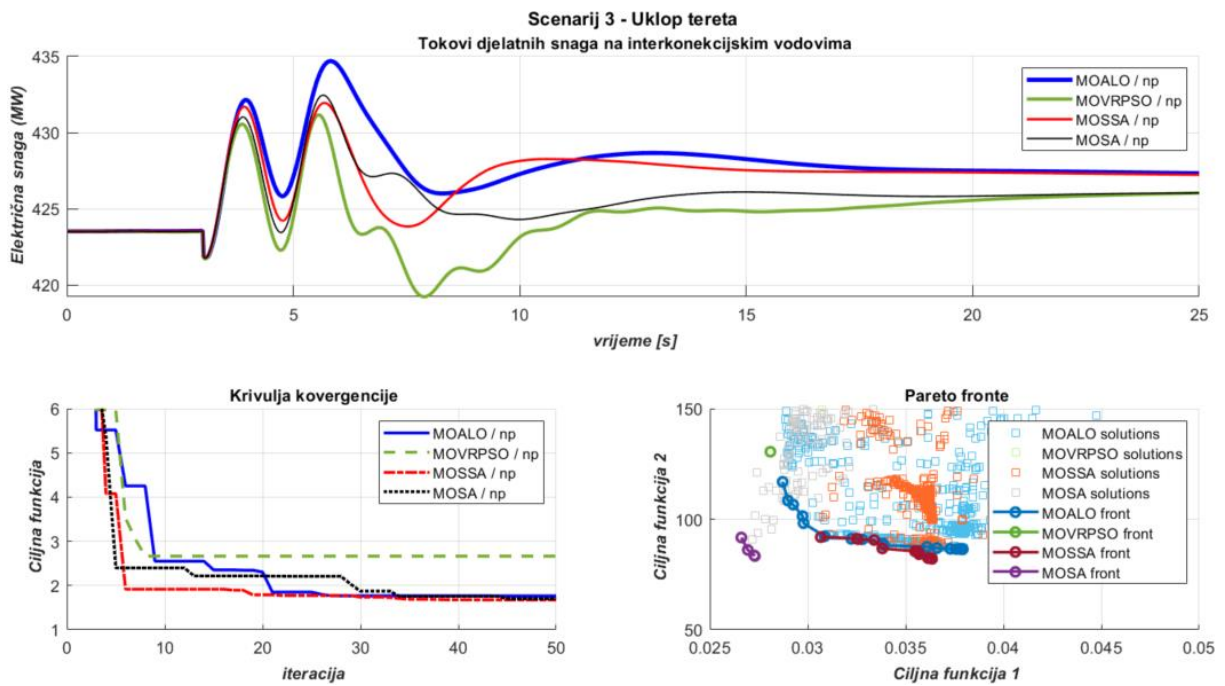 Scenarij 3 - Uklop tereta
Tokovi djelatnih snaga na interkonekcijskim vodovima
Električna snaga (MW)
435
430
425
420
0
5
10
15
20
25
vrijeme [s]
MOALO / np
MOVRPSO / np
MOSSA / np
MOSA / np
Krivulja kovergencije
Ciljna funkcija
6
5
4
3
2
1
0
10
20
30
40
50
iteracija
MOALO / np
MOVRPSO / np
MOSSA / np
MOSA / np
Pareto fronte
Ciljna funkcija 2
150
100
50
0.025
0.03
0.035
0.04
0.045
0.05
Ciljna funkcija 1
MOALO solutions
MOVRPSO solutions
MOSSA solutions
MOSA solutions
MOALO front
MOVRPSO front
MOSSA front
MOSA front